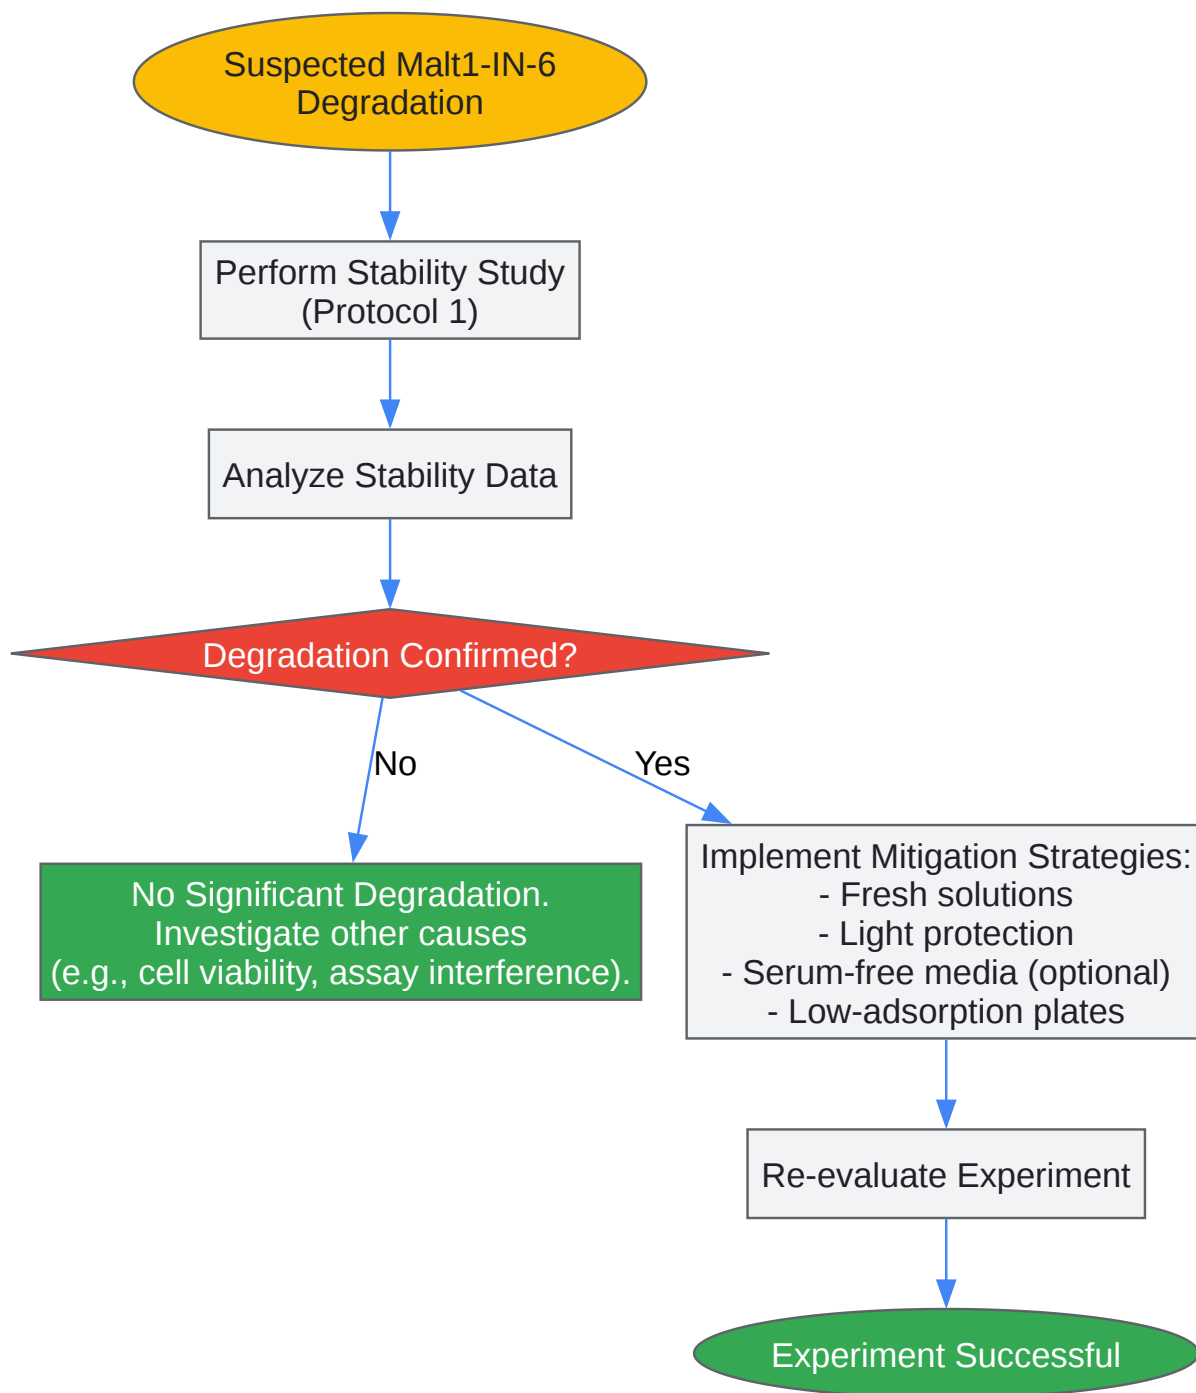 Suspected Malt1-IN-6
Degradation
Perform Stability Study
(Protocol 1)
Analyze Stability Data
Degradation Confirmed?
No
Yes
No Significant Degradation.
Investigate other causes
(e.g., cell viability, assay interference).
Implement Mitigation Strategies:
- Fresh solutions
- Light protection
- Serum-free media (optional)
- Low-adsorption plates
Re-evaluate Experiment
Experiment Successful